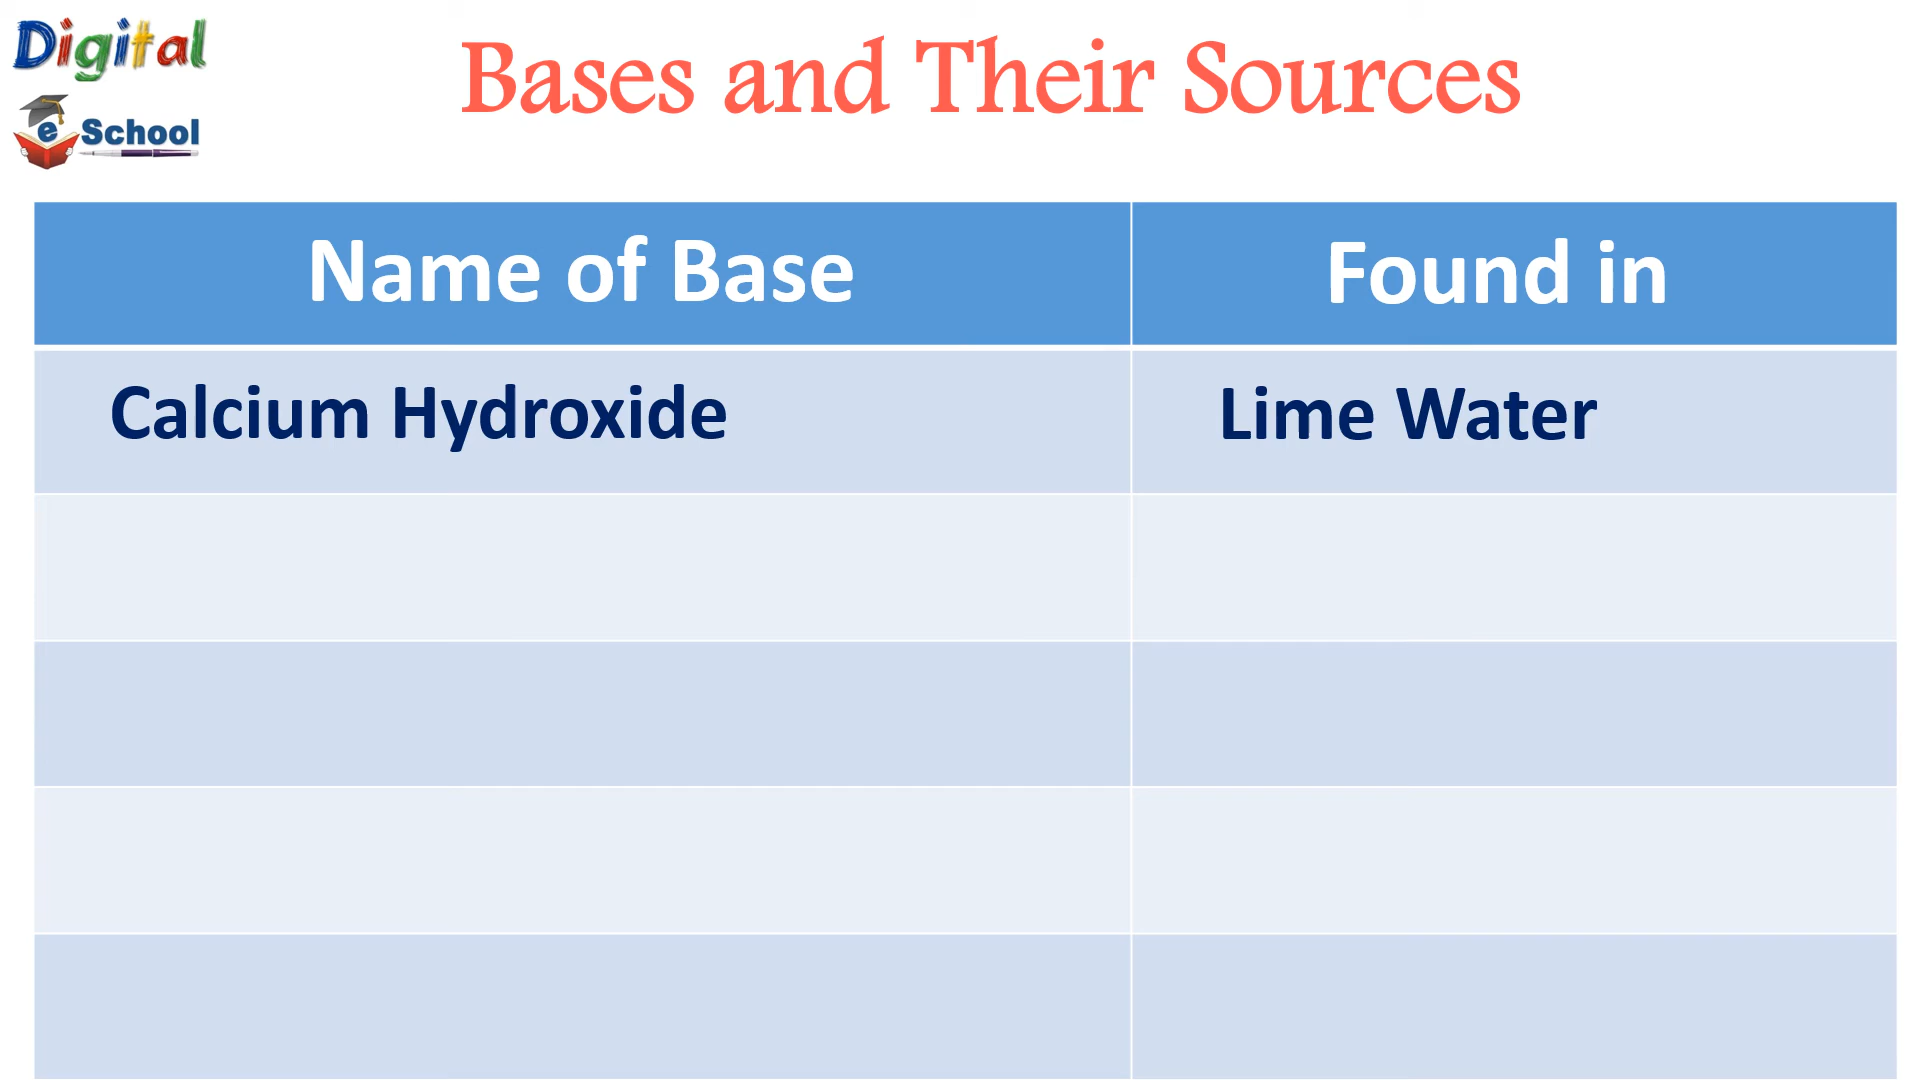 Digital
e School
Bases and Their Sources
Name of Base
Found in
Calcium Hydroxide
Lime Water